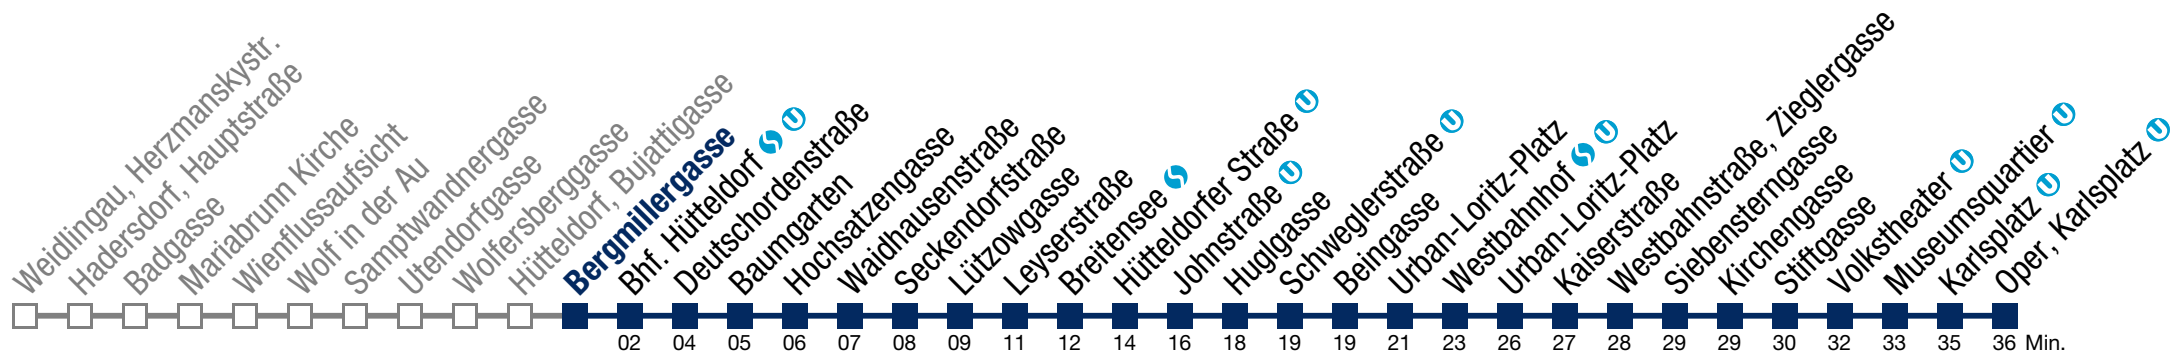 Weidlingau, Herzmanskystr.
Hadersdorf, Hauptstraße
Badgasse
Mariabrunn Kirche
Wienflussaufsicht
Wolf in der Au
Samptwandnergasse
Utendorfgasse
Wolfersberggasse
Hütteldorf, Bujattigasse
Bergmillergasse
Bhf. Hütteldorf S U
Deutschordenstraße
Baumgarten
Hochsatzengasse
Waidhausenstraße
Seckendorfstraße
Lützowgasse
Leyserstraße
Breitensee S
Hütteldorfer Straße U
Johnstraße U
Huglgasse
Schweglerstraße U
Beingasse
Urban-Loritz-Platz
Westbahnhof S U
Urban-Loritz-Platz
Kaiserstraße
Westbahnstraße, Zieglergasse
Siebensterngasse
Kirchengasse
Stiftgasse
Volkstheater U
Museumsquartier U
Karlsplatz U
Oper, Karlsplatz U
02 04 05 06 07 08 09 11 12 14 16 18 19 19 21 23 26 27 28 29 29 30 32 33 35 36 Min.